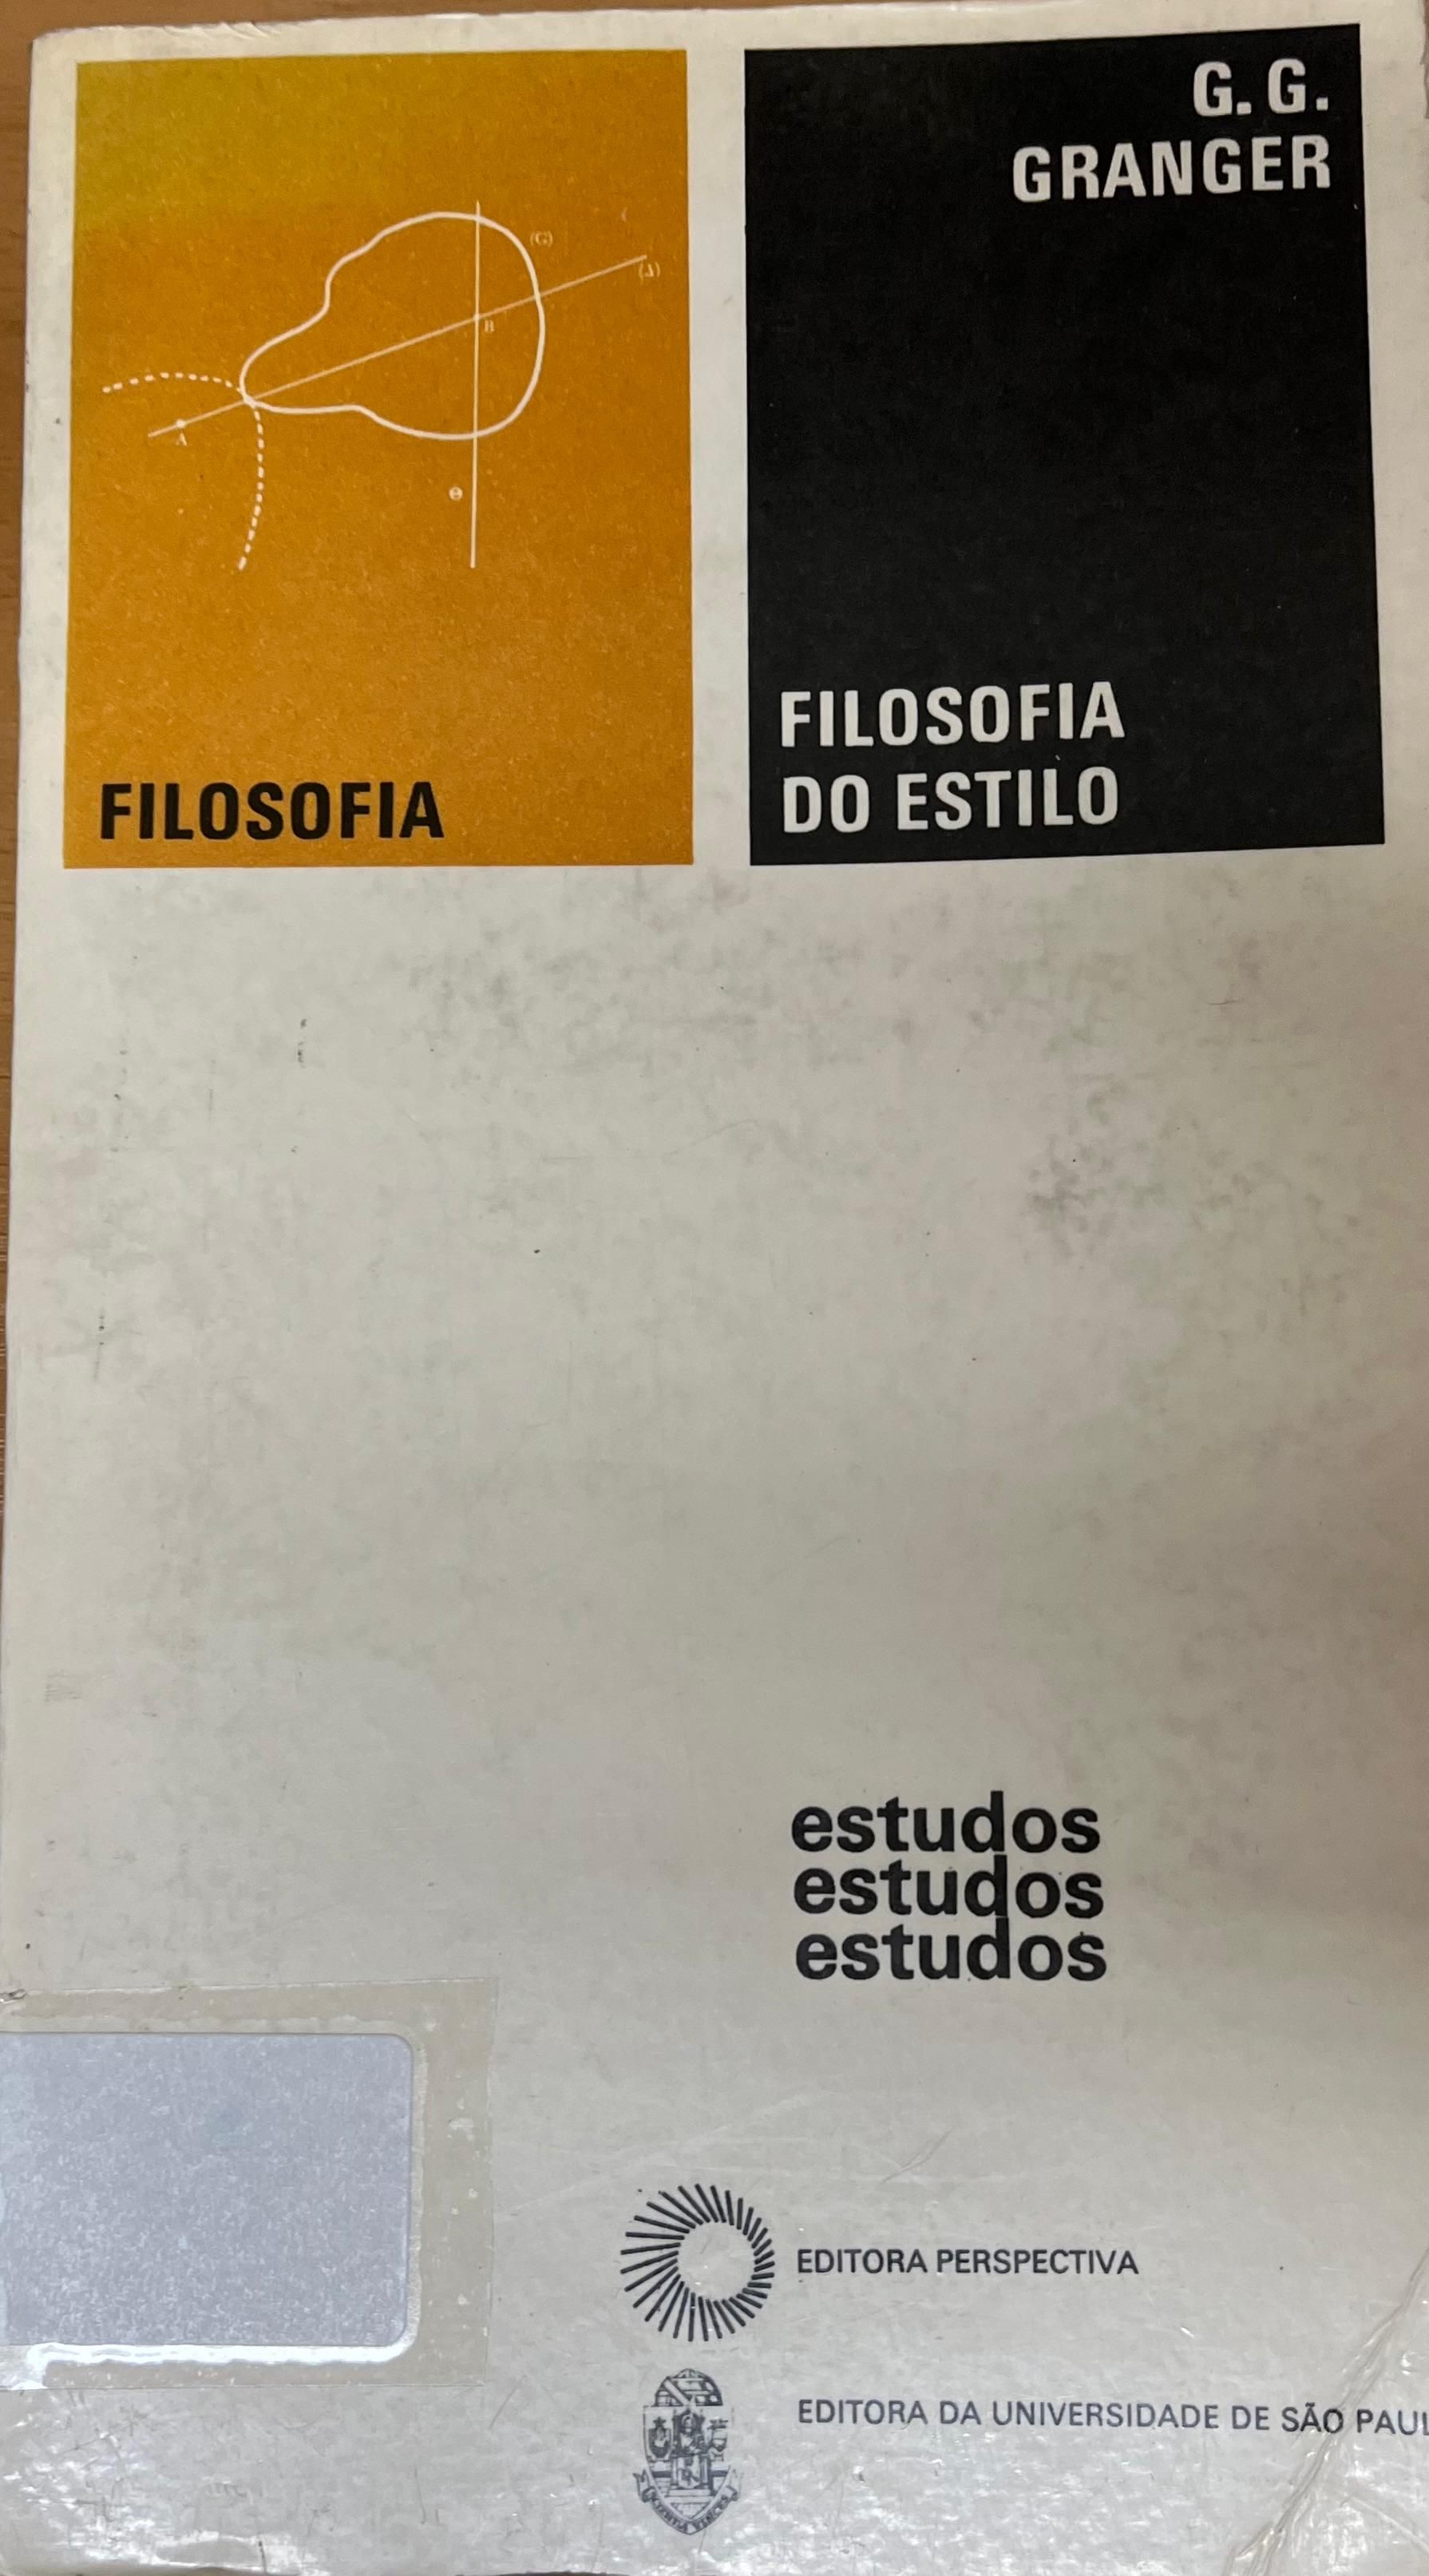 G. G.
GRANGER
(G)
(J)
B
A
Θ
FILOSOFIA
FILOSOFIA
DO ESTILO
estudos
estudos
estudos
EDITORA PERSPECTIVA
EDITORA DA UNIVERSIDADE DE SÃO PAUL